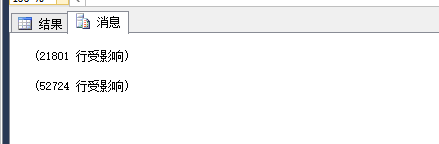 结果 消息
(21801 行受影响)
(52724 行受影响)